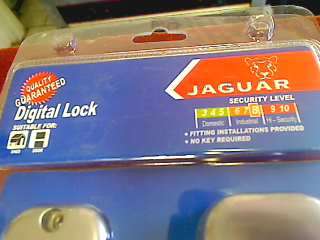 QUALITY
GUARANTEED
Digital Lock
SUITABLE FOR:
JAGUAR
SECURITY LEVEL
3 4 5 6 7 8 9 10
Domestic Industrial Hi - Security
• FITTING INSTALLATIONS PROVIDED
• NO KEY REQUIRED